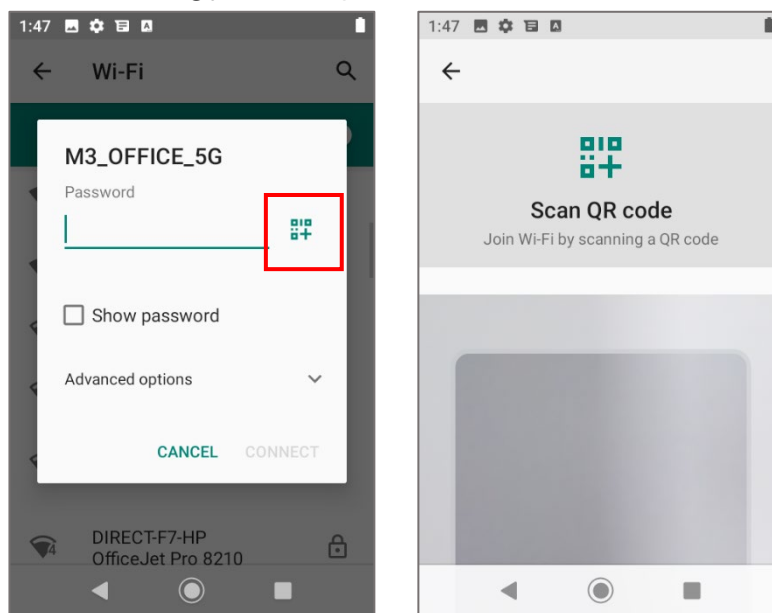 1:47
Wi-Fi
M3_OFFICE_5G
Password
Show password
Advanced options
CANCEL CONNECT
4
DIRECT-F7-HP
OfficeJet Pro 8210
1:47
Scan QR code
Join Wi-Fi by scanning a QR code